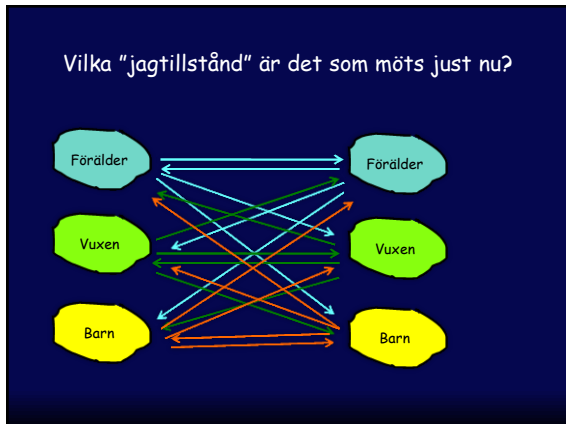 Vilka ”jagtillstånd” är det som möts just nu?
Förälder
Förälder
Vuxen
Vuxen
Barn
Barn